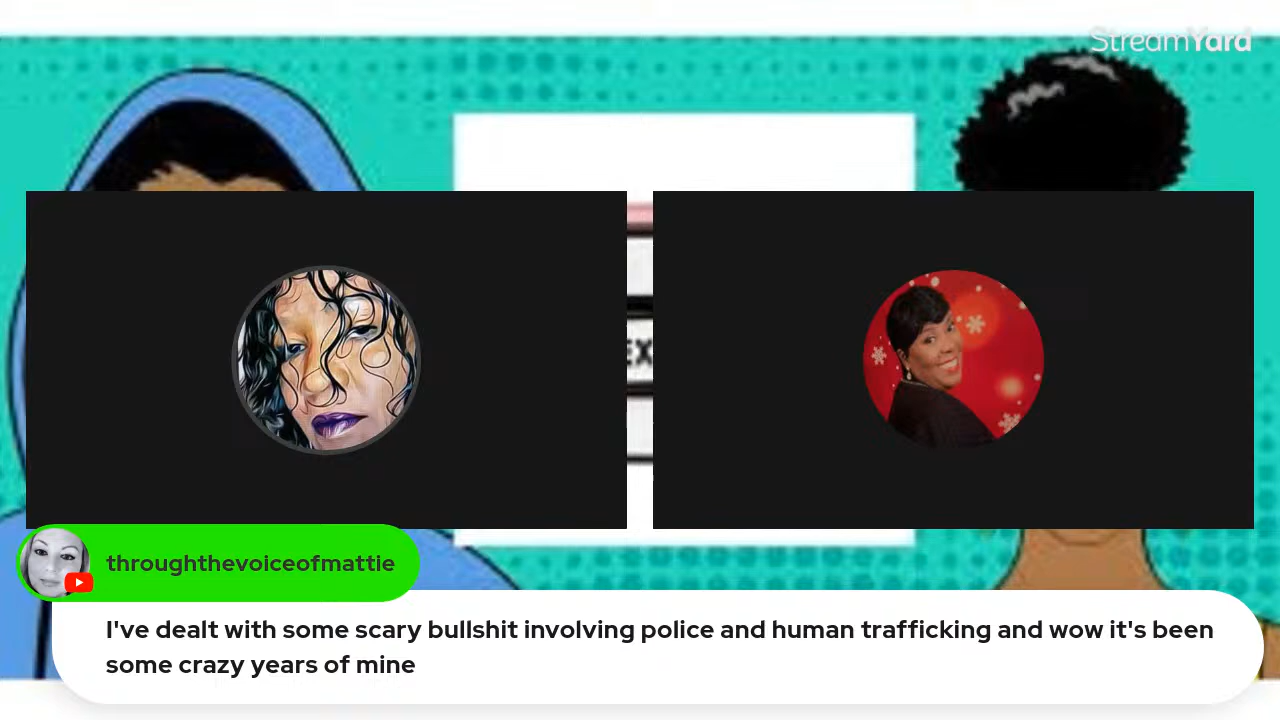 StreamYard
EX
throughthevoiceofmattie
I've dealt with some scary bullshit involving police and human trafficking and wow it's been
some crazy years of mine